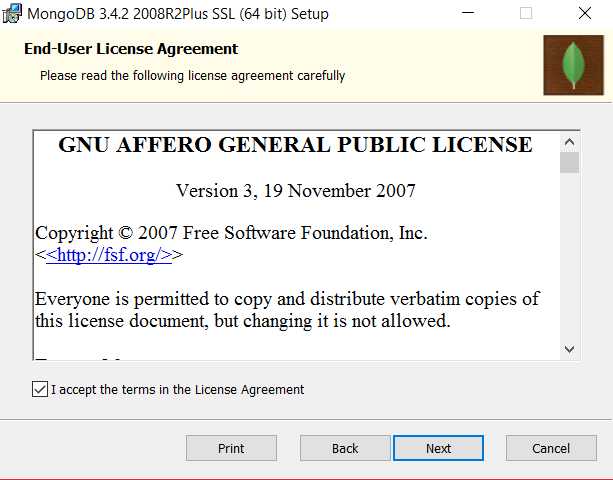 MongoDB 3.4.2 2008R2Plus SSL (64 bit) Setup
End-User License Agreement
Please read the following license agreement carefully
GNU AFFERO GENERAL PUBLIC LICENSE
Version 3, 19 November 2007
Copyright © 2007 Free Software Foundation, Inc.
<<http://fsf.org/>>
Everyone is permitted to copy and distribute verbatim copies of
this license document, but changing it is not allowed.
I accept the terms in the License Agreement
Print Back Next Cancel